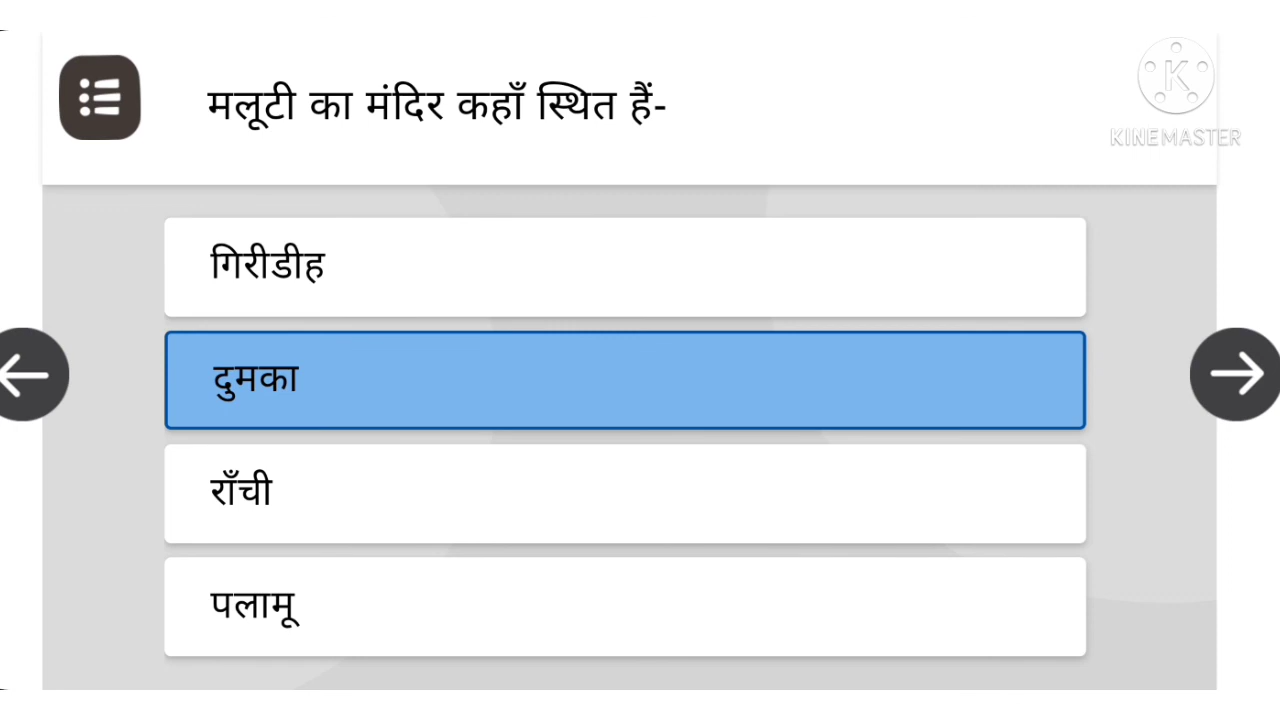 मलूटी का मंदिर कहाँ स्थित हैं-
K
KINEMASTER
गिरीडीह
दुमका
राँची
पलामू